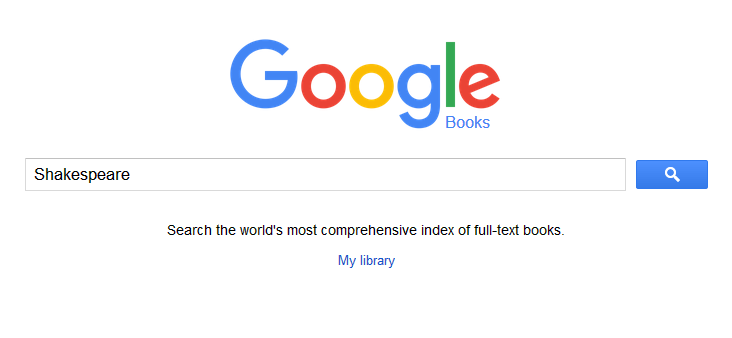 Google
Books
Shakespeare
Search the world's most comprehensive index of full-text books.
My library